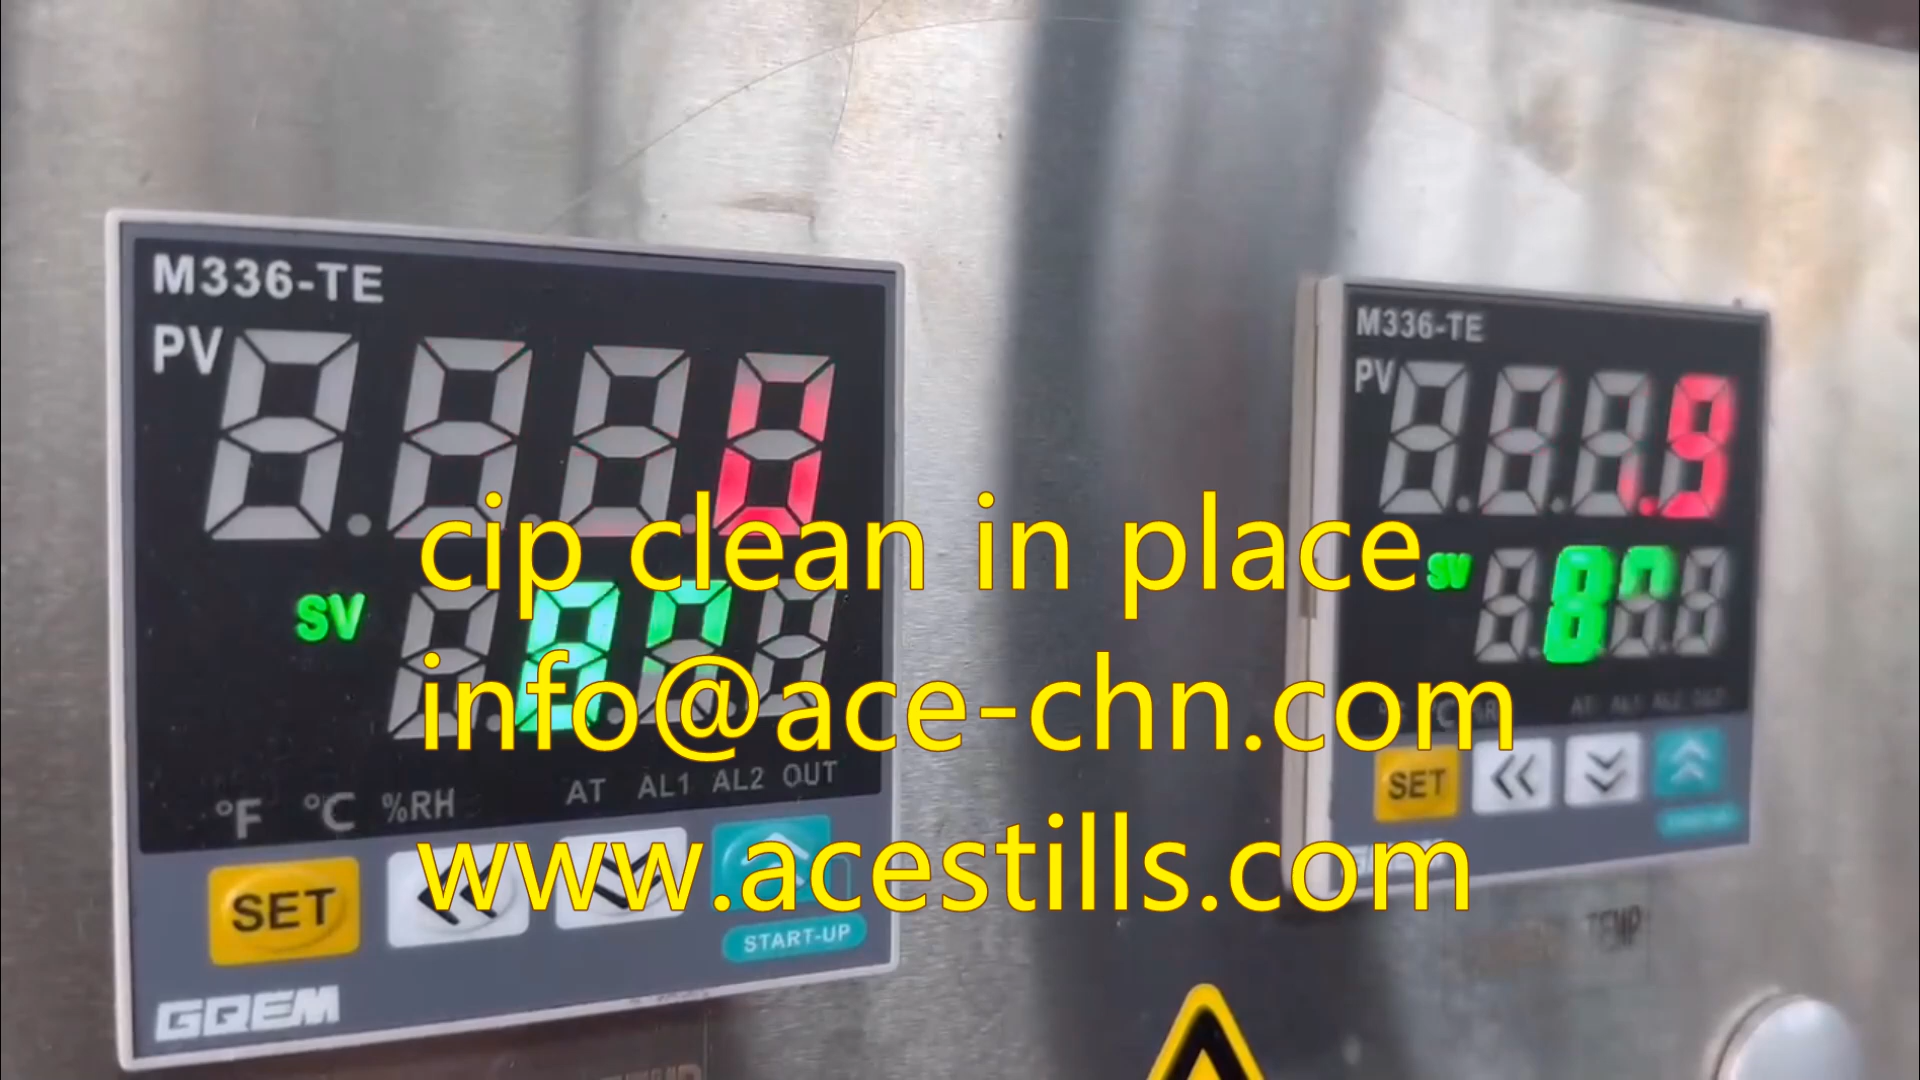 M336-TE
PV
SV
°F °C %RH AT AL1 AL2 OUT
SET
START-UP
GQEM
M336-TE
PV
SV
SET
TEMP
cip clean in place
info@ace-chn.com
www.acestills.com